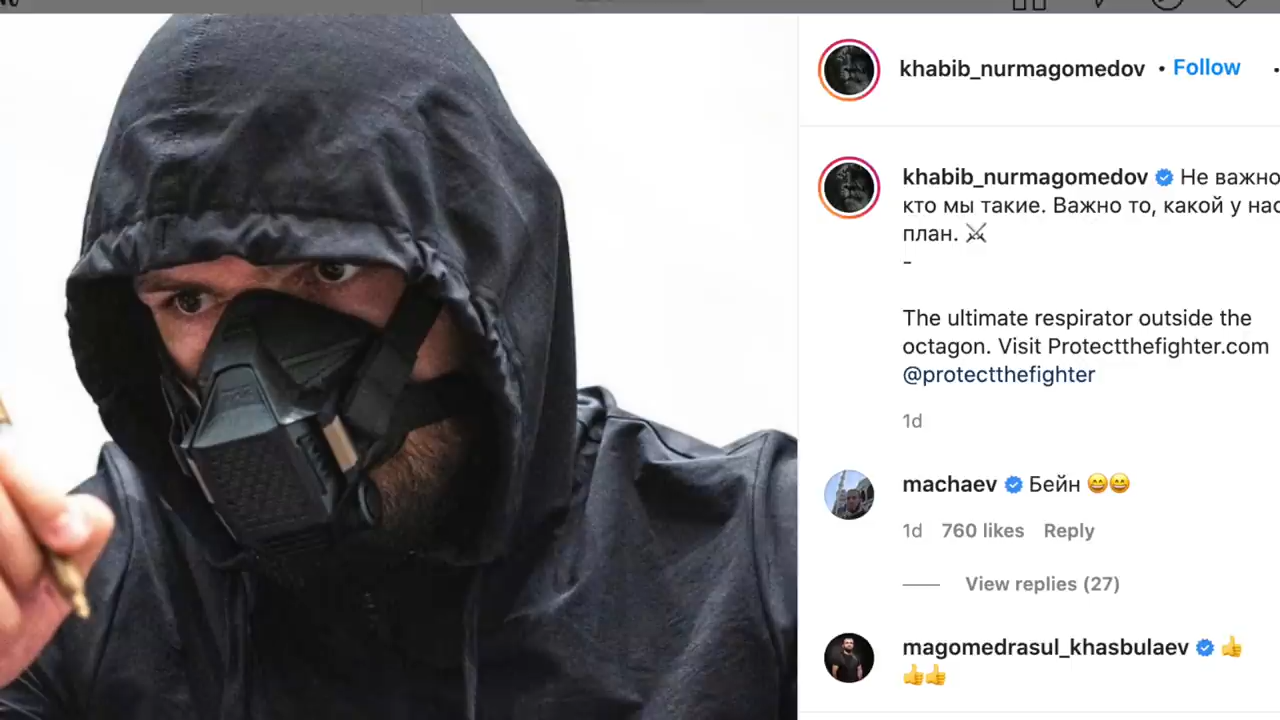 khabib_nurmagomedov • Follow
khabib_nurmagomedov Не важно
кто мы такие. Важно то, какой у нас
план. ⚔
-
The ultimate respirator outside the
octagon. Visit Protectthefighter.com
@protectthefighter
1d
machaev Бейн 😄😄
1d 760 likes Reply
View replies (27)
magomedrasul_khasbulaev 👍
👍👍